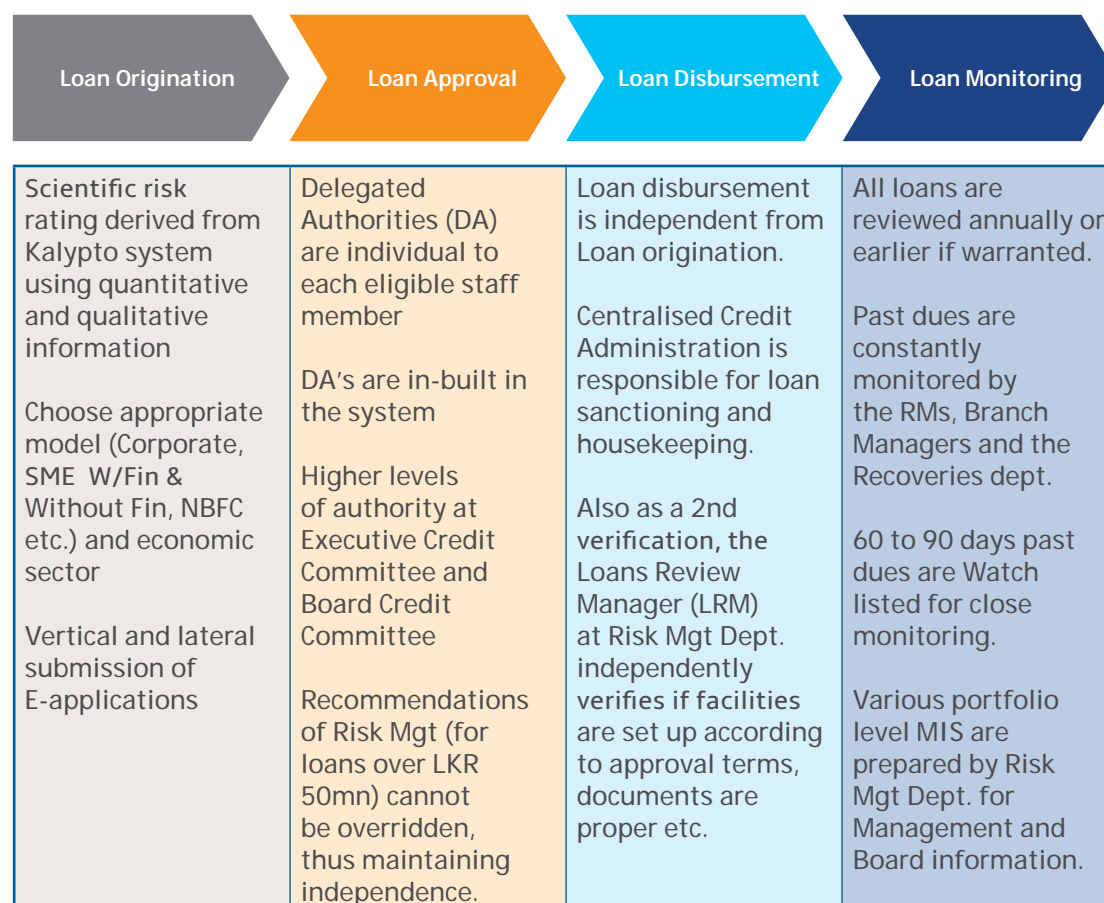 Loan Origination
Loan Approval
Loan Disbursement
Loan Monitoring
Scientific risk
rating derived from
Kalypto system
using quantitative
and qualitative
information
Choose appropriate
model (Corporate,
SME W/Fin &
Without Fin, NBFC
etc.) and economic
sector
Vertical and lateral
submission of
E-applications
Delegated
Authorities (DA)
are individual to
each eligible staff
member
DA's are in-built in
the system
Higher levels
of authority at
Executive Credit
Committee and
Board Credit
Committee
Recommendations
of Risk Mgt (for
loans over LKR
50mn) cannot
be overridden,
thus maintaining
independence.
Loan disbursement
is independent from
Loan origination.
Centralised Credit
Administration is
responsible for loan
sanctioning and
housekeeping.
Also as a 2nd
verification, the
Loans Review
Manager (LRM)
at Risk Mgt Dept.
independently
verifies if facilities
are set up according
to approval terms,
documents are
proper etc.
All loans are
reviewed annually or
earlier if warranted.
Past dues are
constantly
monitored by
the RMs, Branch
Managers and the
Recoveries dept.
60 to 90 days past
dues are Watch
listed for close
monitoring.
Various portfolio
level MIS are
prepared by Risk
Mgt Dept. for
Management and
Board information.